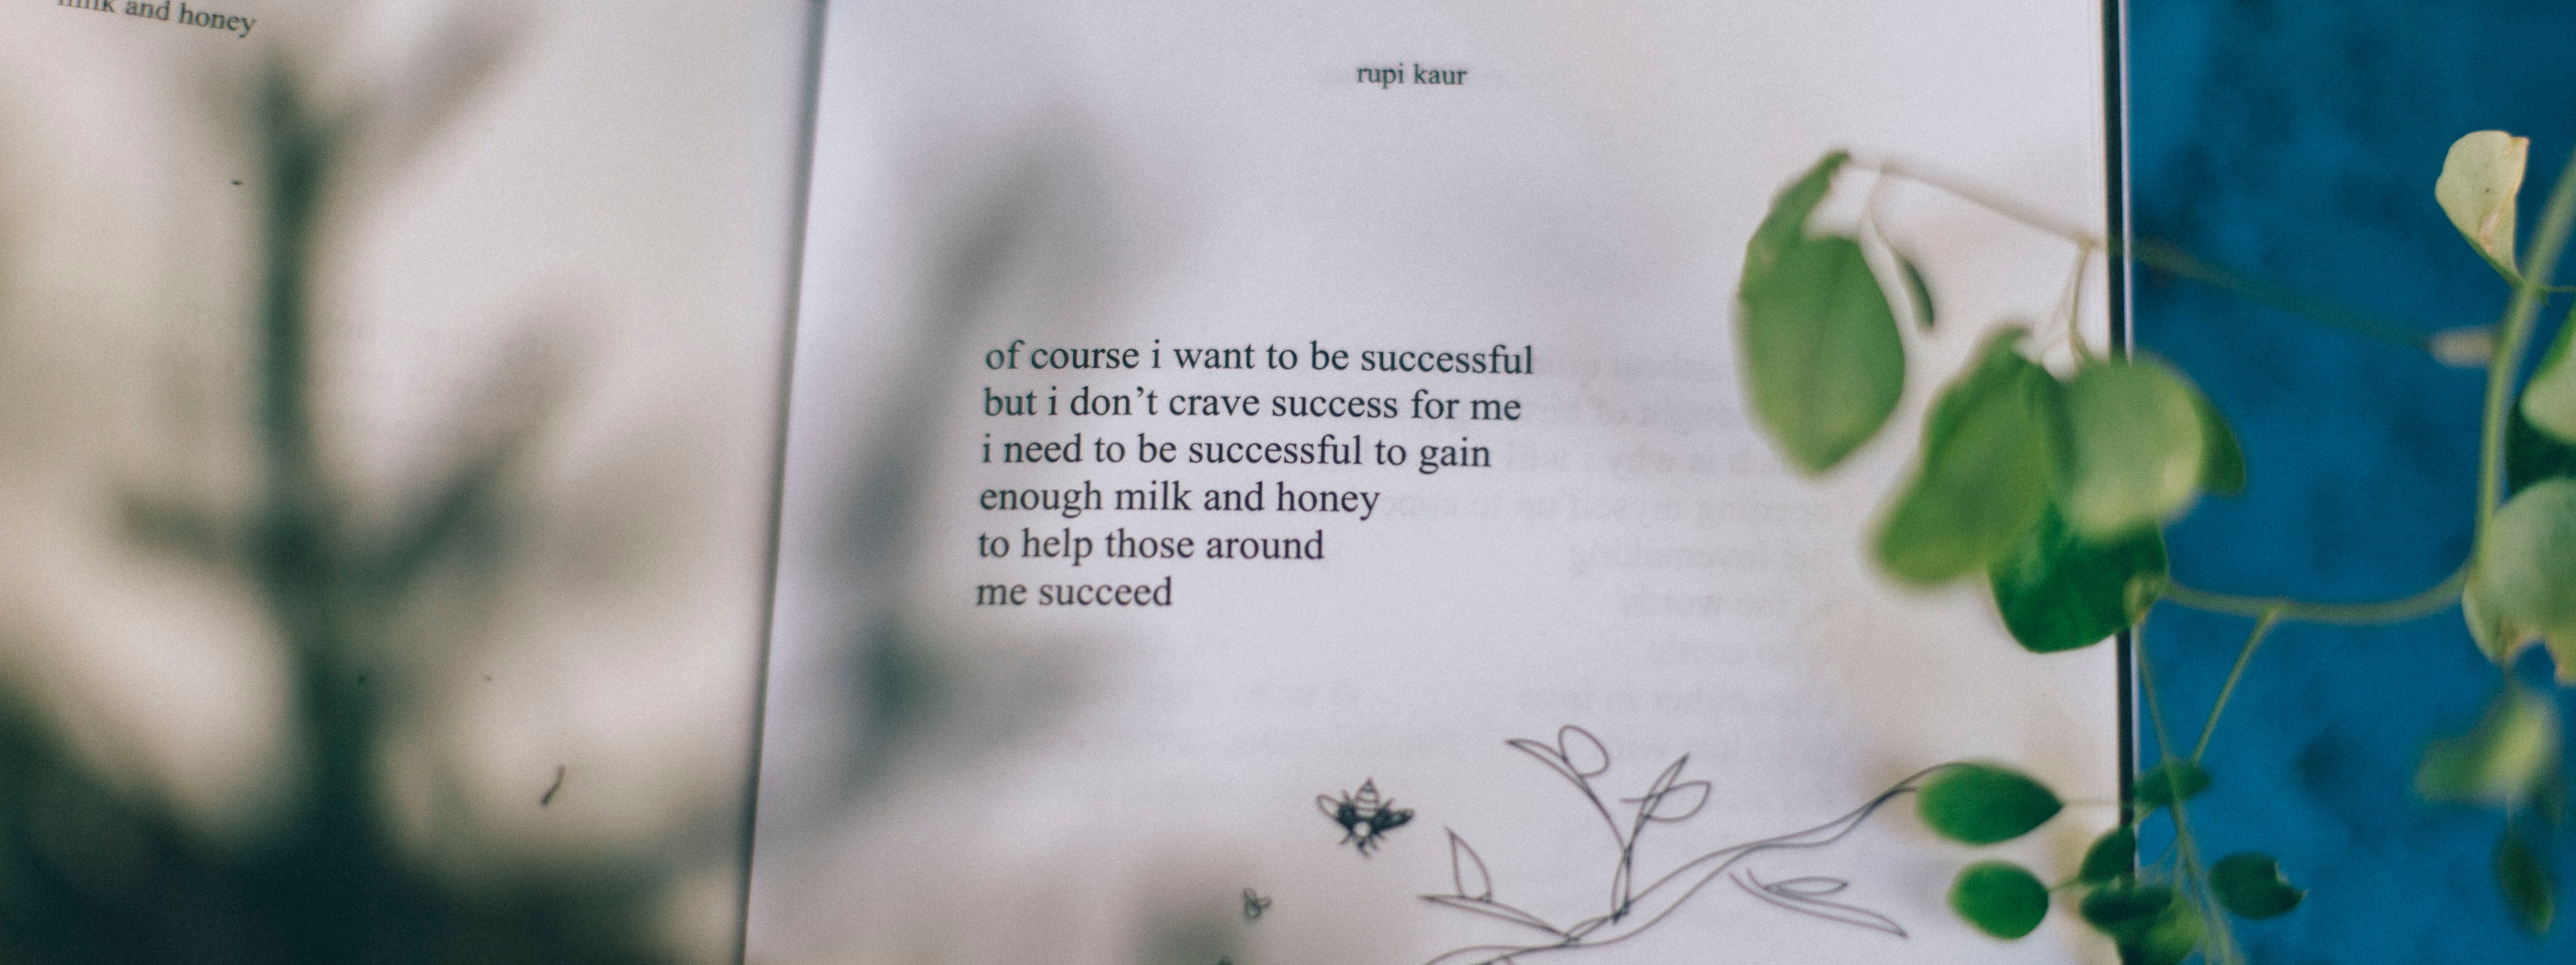 milk and honey
rupi kaur
of course i want to be successful
but i don’t crave success for me
i need to be successful to gain
enough milk and honey
to help those around
me succeed